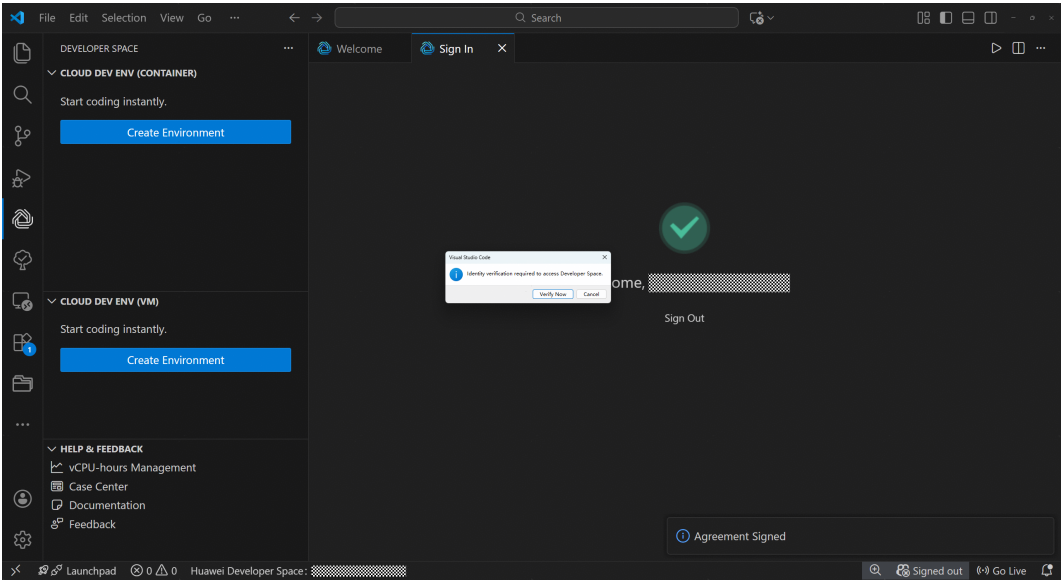 File Edit Selection View Go ··· Search
DEVELOPER SPACE ···
Welcome
Sign In
CLOUD DEV ENV (CONTAINER)
Start coding instantly.
Create Environment
Visual Studio Code
Identity verification required to access Developer Space.
Verify Now Cancel
ome,
Sign Out
CLOUD DEV ENV (VM)
Start coding instantly.
Create Environment
1
HELP & FEEDBACK
vCPU-hours Management
Case Center
Documentation
Feedback
Agreement Signed
Launchpad 0 0 Huawei Developer Space: Signed out Go Live